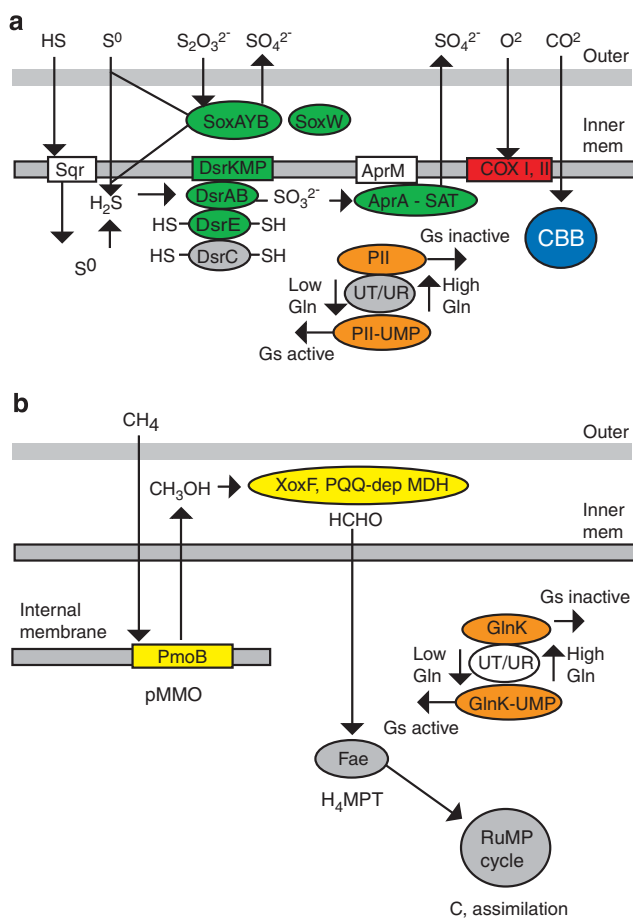 a
HS S⁰ S₂O₃²⁻ SO₄²⁻ SO₄²⁻ O² CO²
Outer
SoxAYB SoxW
Inner
mem
Sqr DsrKMP AprM COX I, II
H₂S DsrAB SO₃²⁻ AprA - SAT
HS DsrE SH
HS DsrC SH
S⁰
CBB
PII Gs inactive
Low
Gln
UT/UR
High
Gln
PII-UMP
Gs active
b
CH₄
Outer
CH₃OH XoxF, PQQ-dep MDH
HCHO
Inner
mem
Internal
membrane
PmoB
pMMO
Gs inactive
GlnK
Low
Gln
UT/UR
High
Gln
GlnK-UMP
Gs active
Fae
H₄MPT
RuMP
cycle
C, assimilation